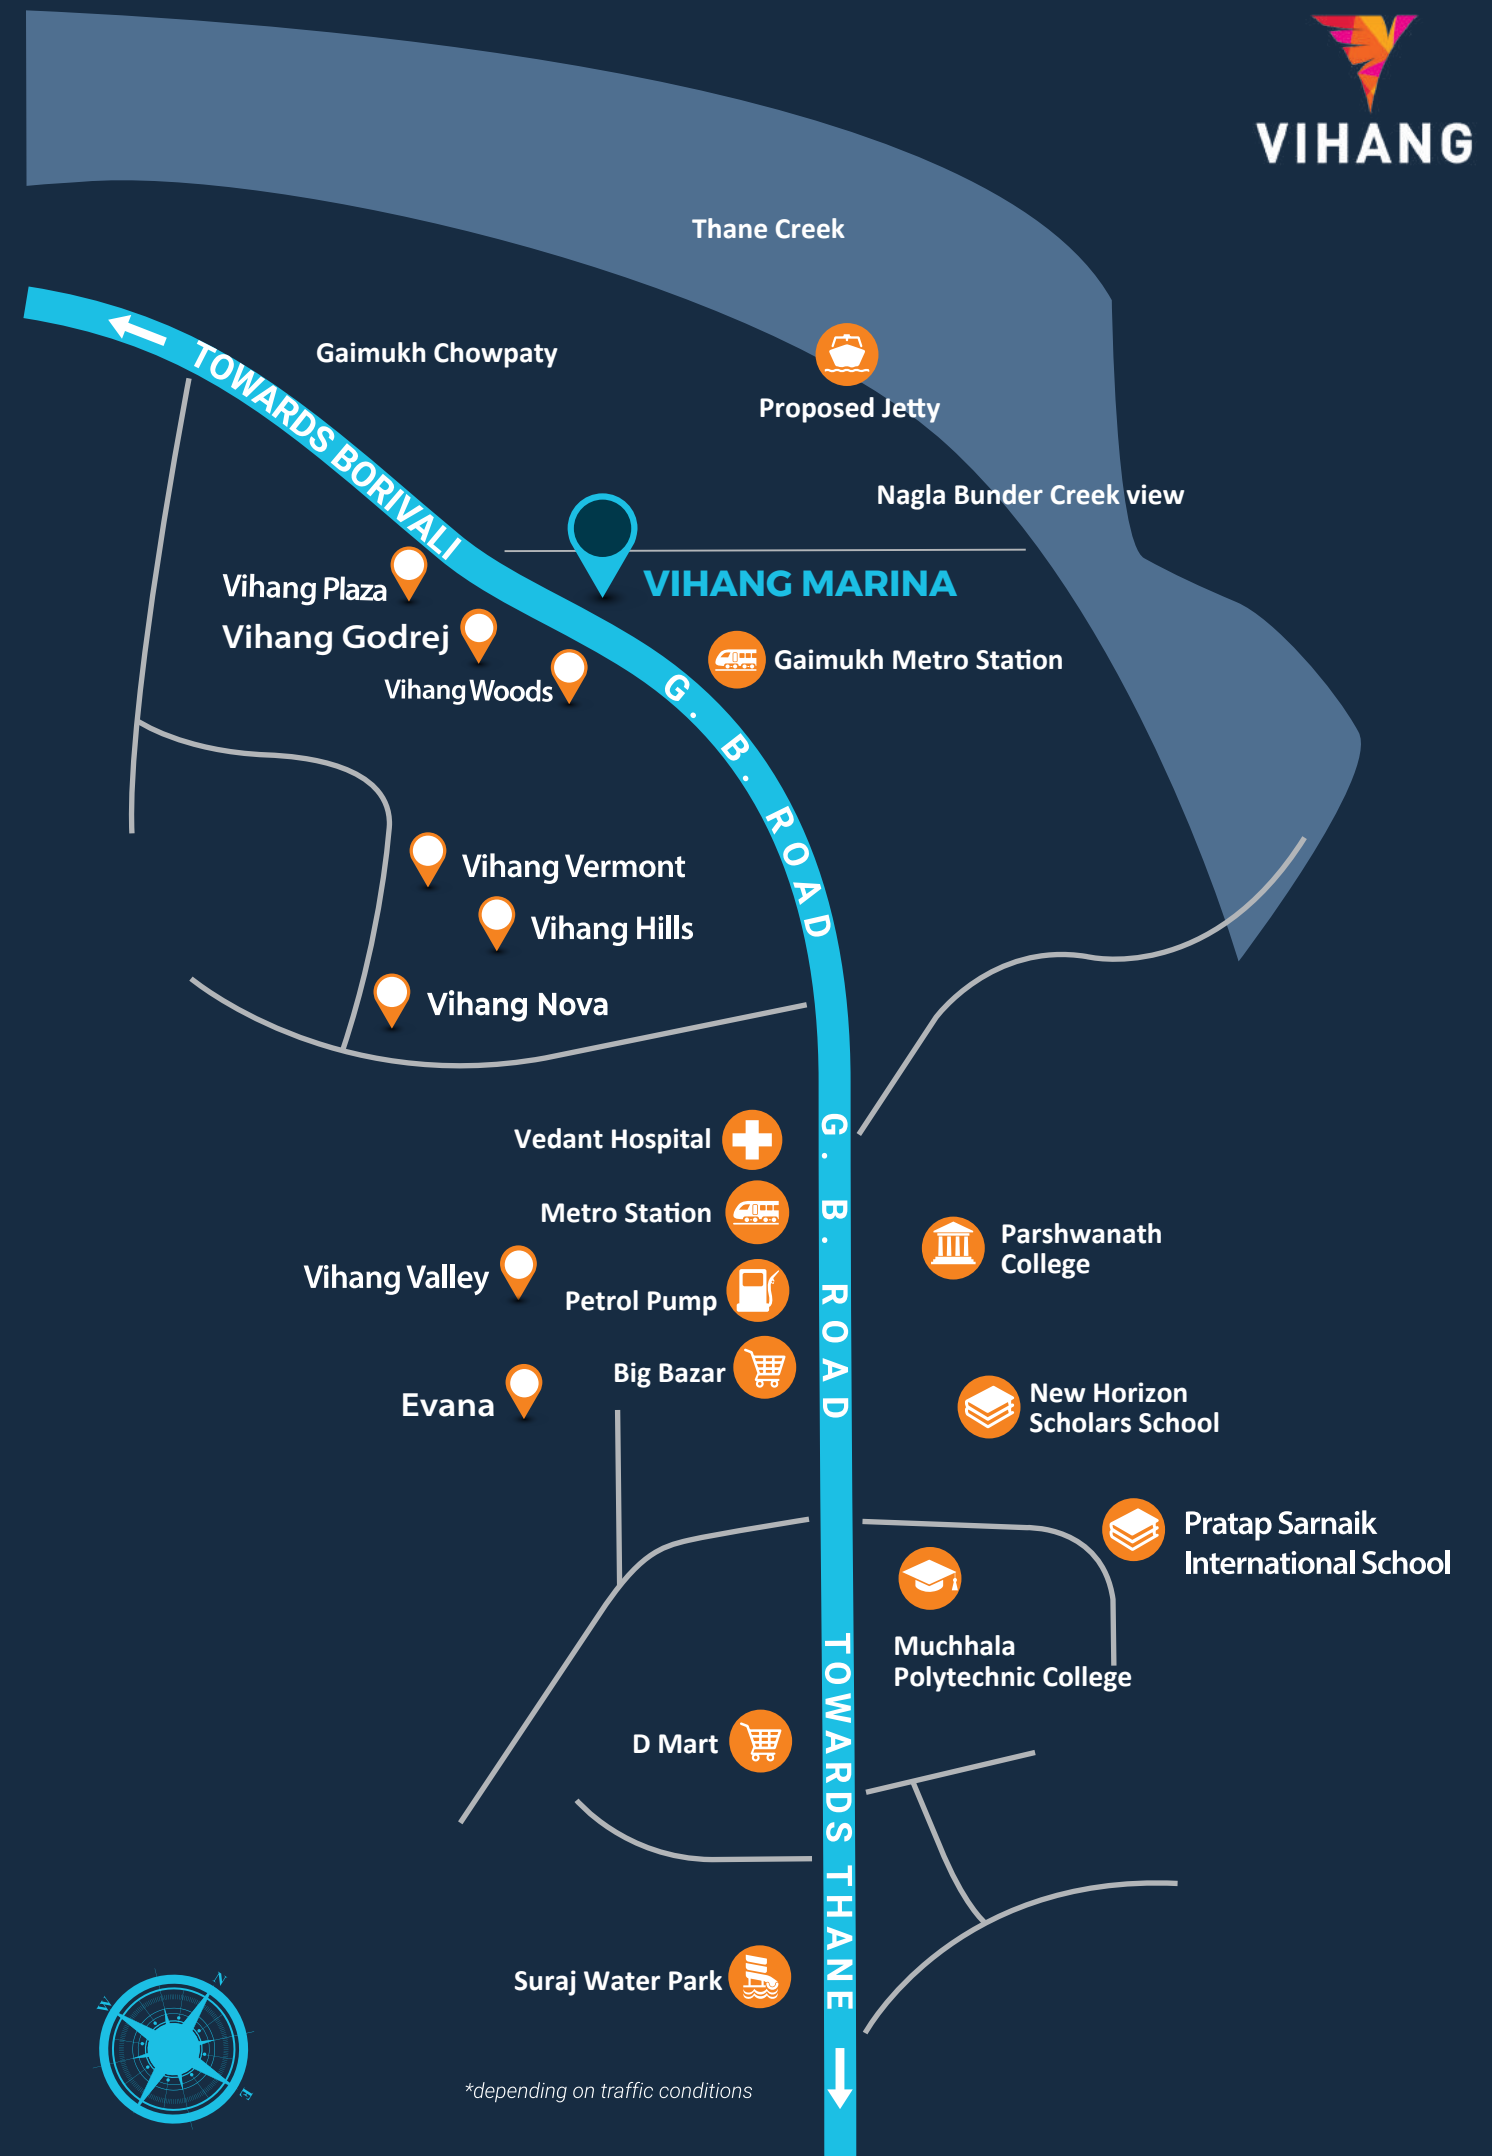 VIHANG
Thane Creek
Gaimukh Chowpaty
TOWARDS BORIVALI
Proposed Jetty
Nagla Bunder Creek view
VIHANG MARINA
Vihang Plaza
Vihang Godrej
Vihang Woods
Gaimukh Metro Station
G. B. ROAD
Vihang Vermont
Vihang Hills
Vihang Nova
Vedant Hospital
G. B. ROAD
Metro Station
Parshwanath
College
Vihang Valley
Petrol Pump
Big Bazar
Evana
New Horizon
Scholars School
Pratap Sarnaik
International School
Muchhala
Polytechnic College
TOWARDS THANE
D Mart
Suraj Water Park
N
W
E
*depending on traffic conditions